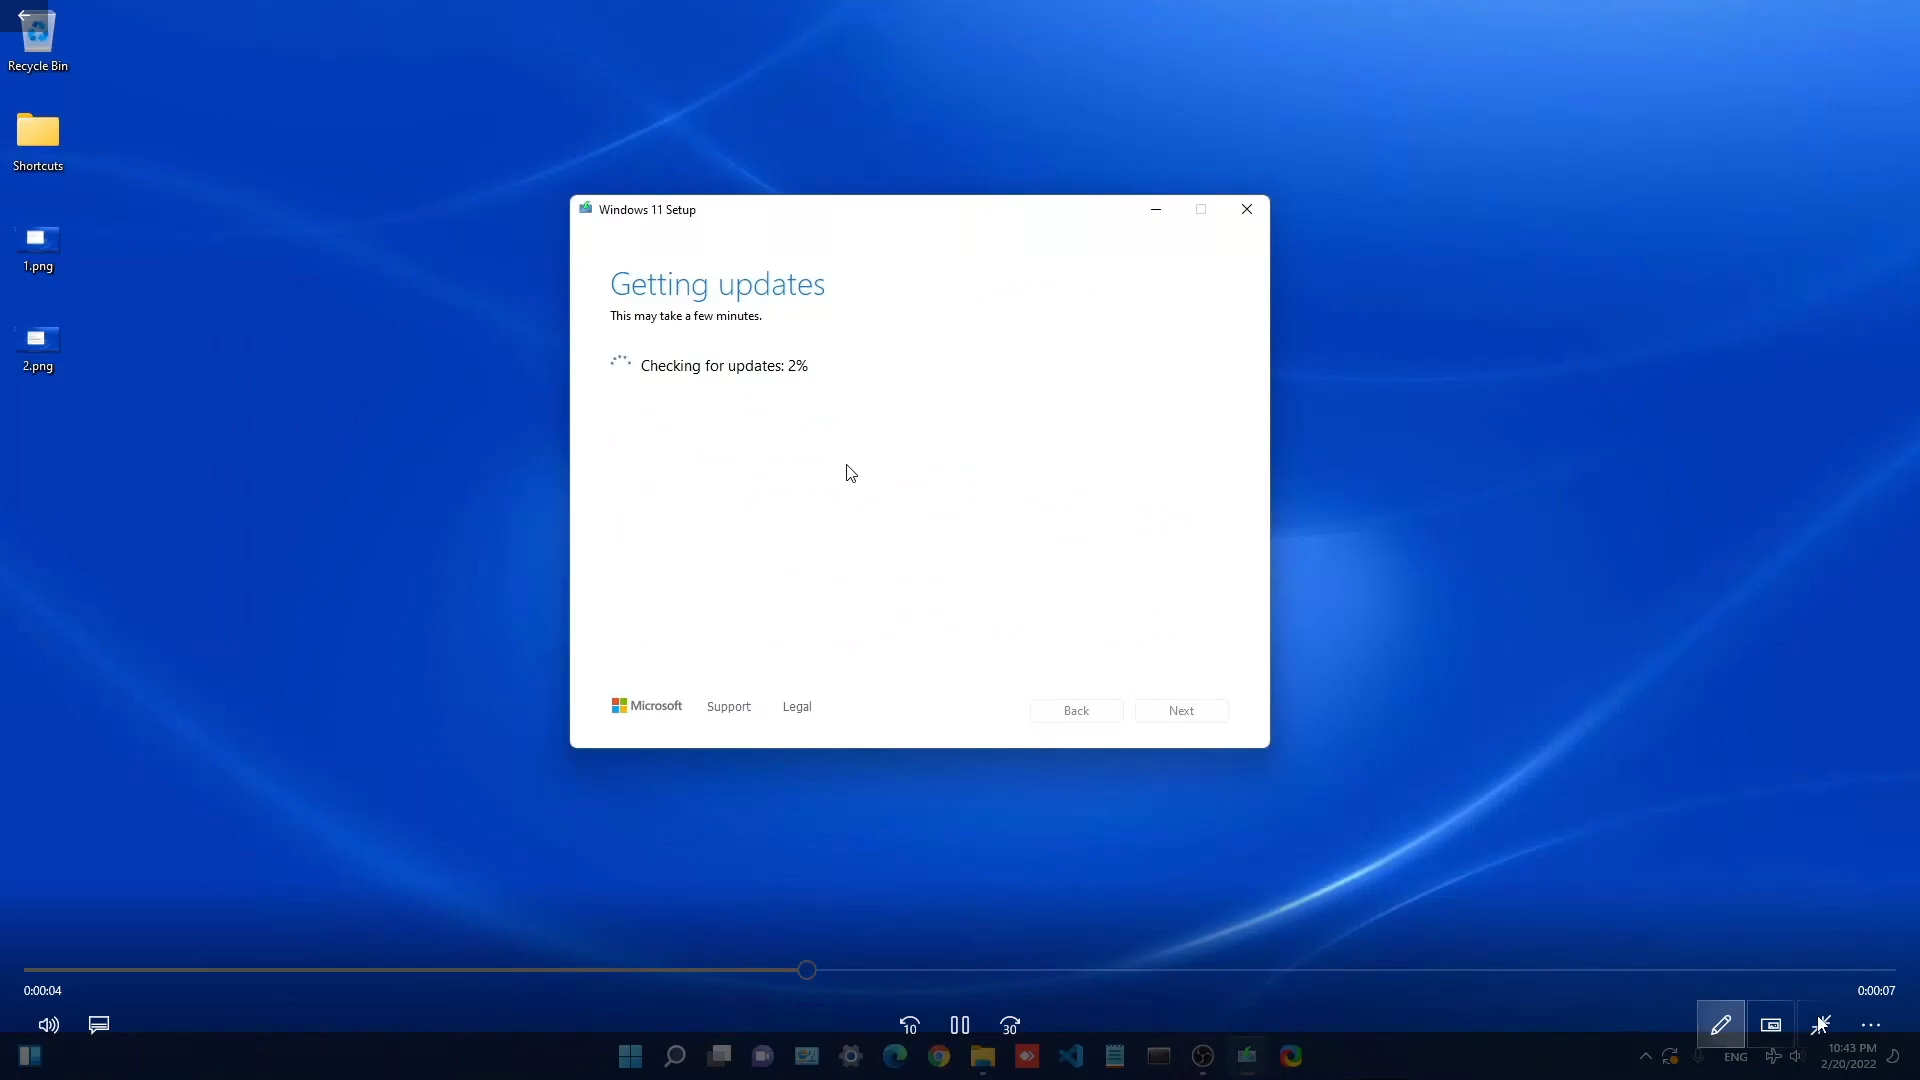 Recycle Bin
Shortcuts
1.png
2.png
Windows 11 Setup
Getting updates
This may take a few minutes.
Checking for updates: 2%
Microsoft
Support
Legal
Back
Next
0:00:04
0:00:07
10
30
ENG
10:43 PM
2/20/2022